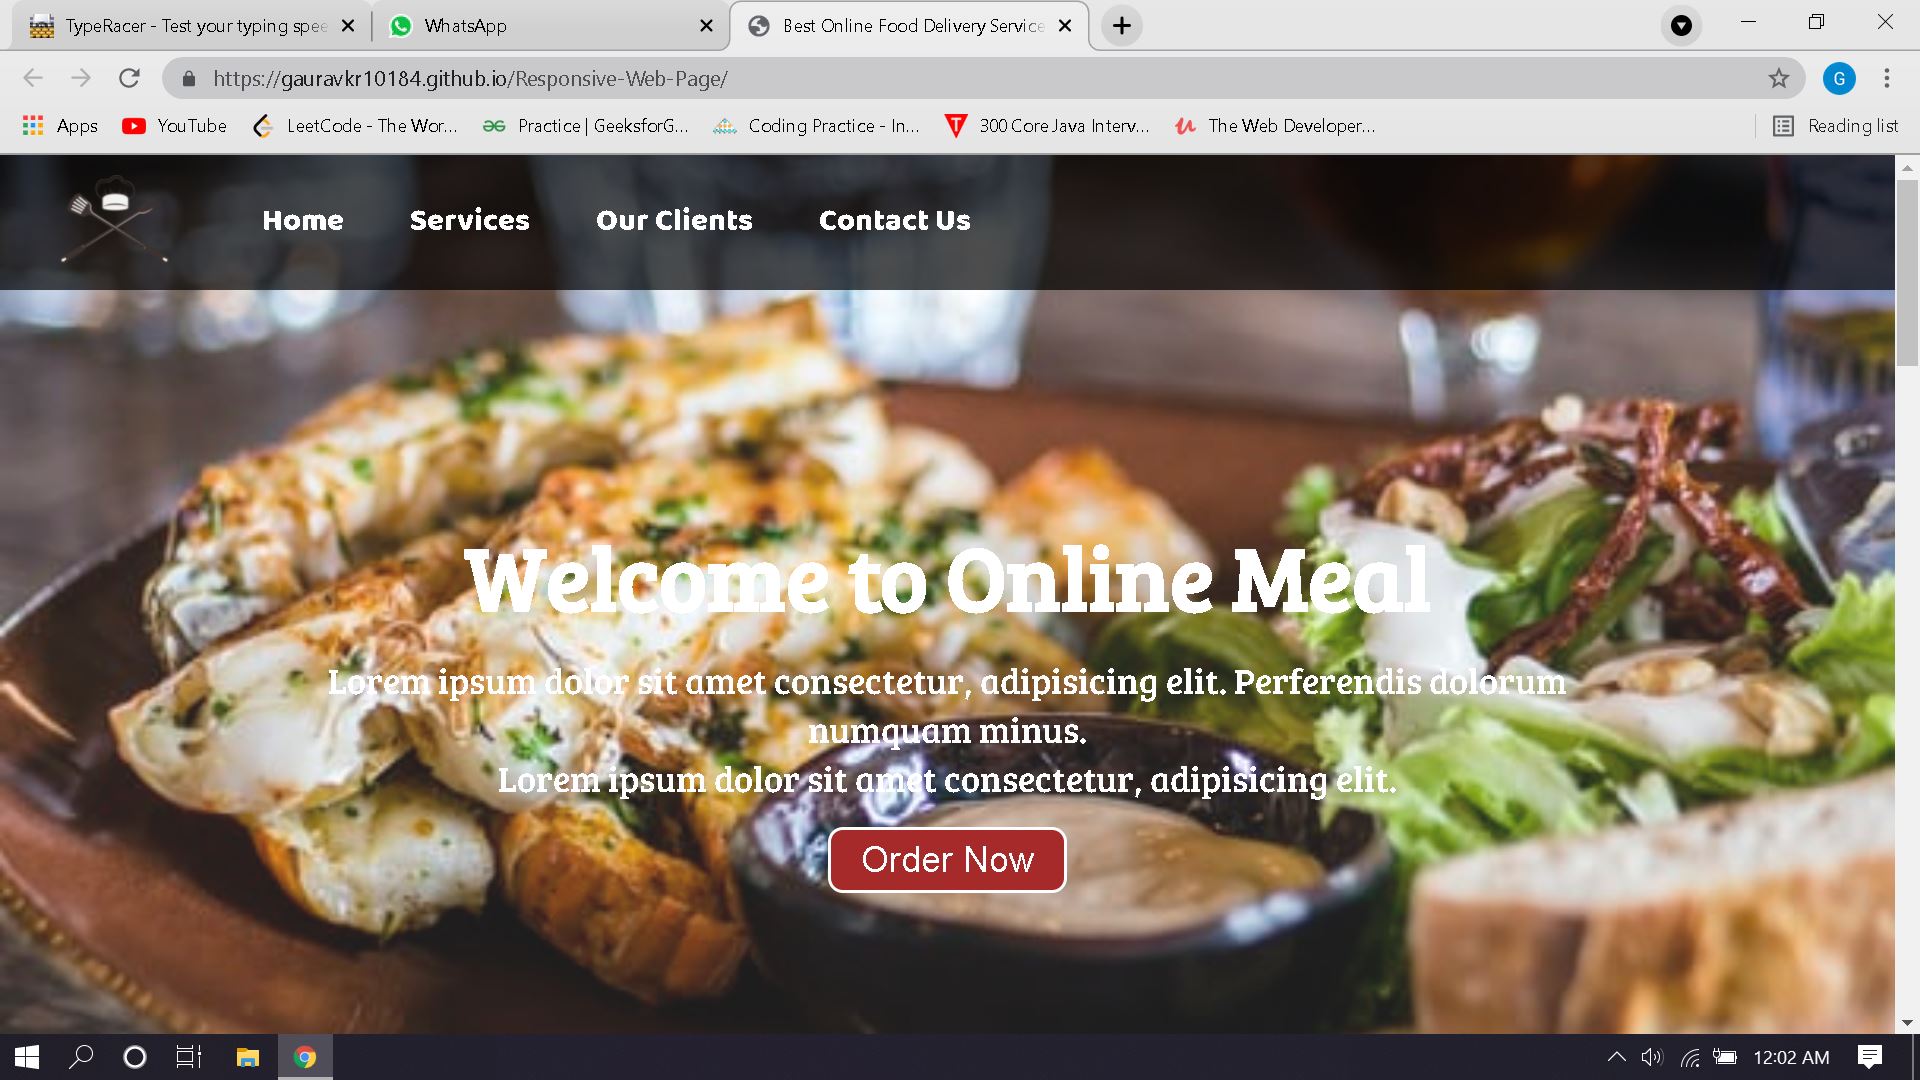 TypeRacer - Test your typing spee
WhatsApp
Best Online Food Delivery Service
https://gauravkr10184.github.io/Responsive-Web-Page/
G
Apps
YouTube
LeetCode - The Wor...
Practice | GeeksforG...
Coding Practice - In...
300 Core Java Interv...
The Web Developer...
Reading list
Home
Services
Our Clients
Contact Us
Welcome to Online Meal
Lorem ipsum dolor sit amet consectetur, adipisicing elit. Perferendis dolorum
numquam minus.
Lorem ipsum dolor sit amet consectetur, adipisicing elit.
Order Now
12:02 AM